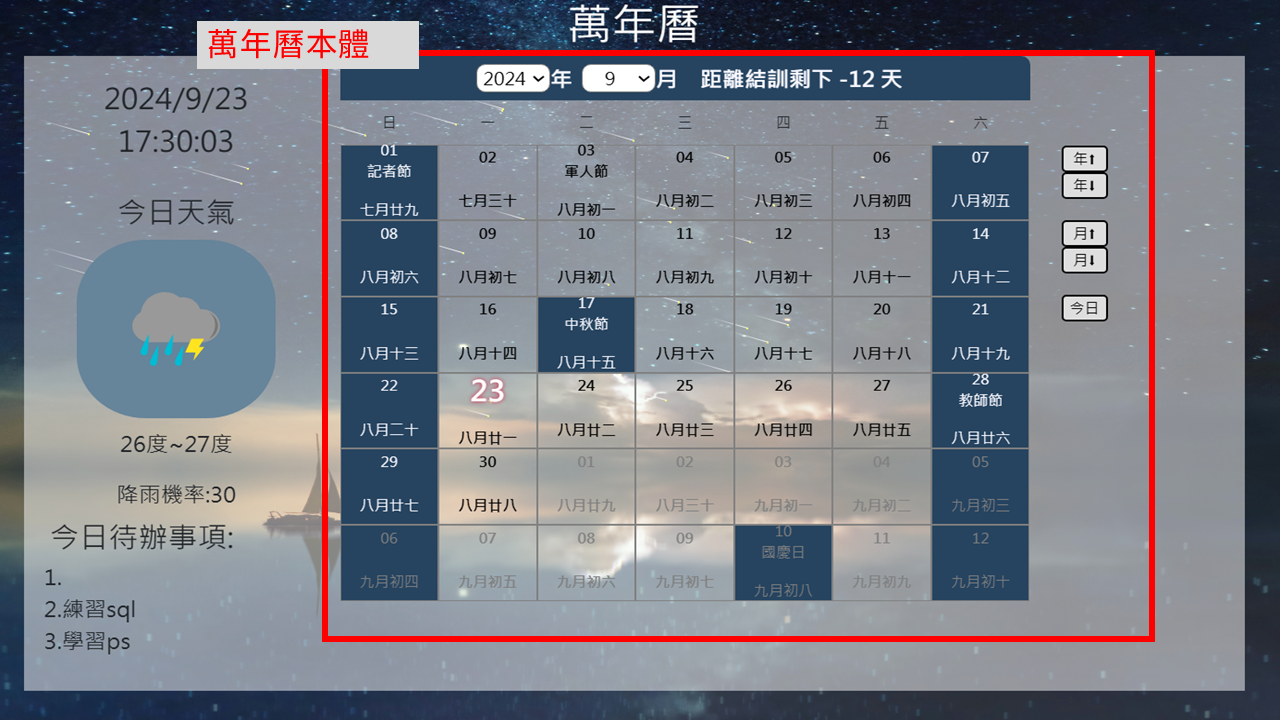 萬年曆
萬年曆本體
2024/9/23
17:30:03
今日天氣
26度~27度
降雨機率:30
今日待辦事項:
1.
2.練習sql
3.學習ps
2024 年 9 月 距離結訓剩下 -12 天
日 一 二 三 四 五 六
01 02 03 04 05 06 07
記者節 軍人節
七月廿九 七月三十 八月初一 八月初二 八月初三 八月初四 八月初五
08 09 10 11 12 13 14
八月初六 八月初七 八月初八 八月初九 八月初十 八月十一 八月十二
15 16 17 18 19 20 21
中秋節
八月十三 八月十四 八月十五 八月十六 八月十七 八月十八 八月十九
22 23 24 25 26 27 28
教師節
八月二十 八月廿一 八月廿二 八月廿三 八月廿四 八月廿五 八月廿六
29 30 01 02 03 04 05
八月廿七 八月廿八 八月廿九 八月三十 九月初一 九月初二 九月初三
06 07 08 09 10 11 12
國慶日
九月初四 九月初五 九月初六 九月初七 九月初八 九月初九 九月初十
年⬆
年⬇
月⬆
月⬇
今日